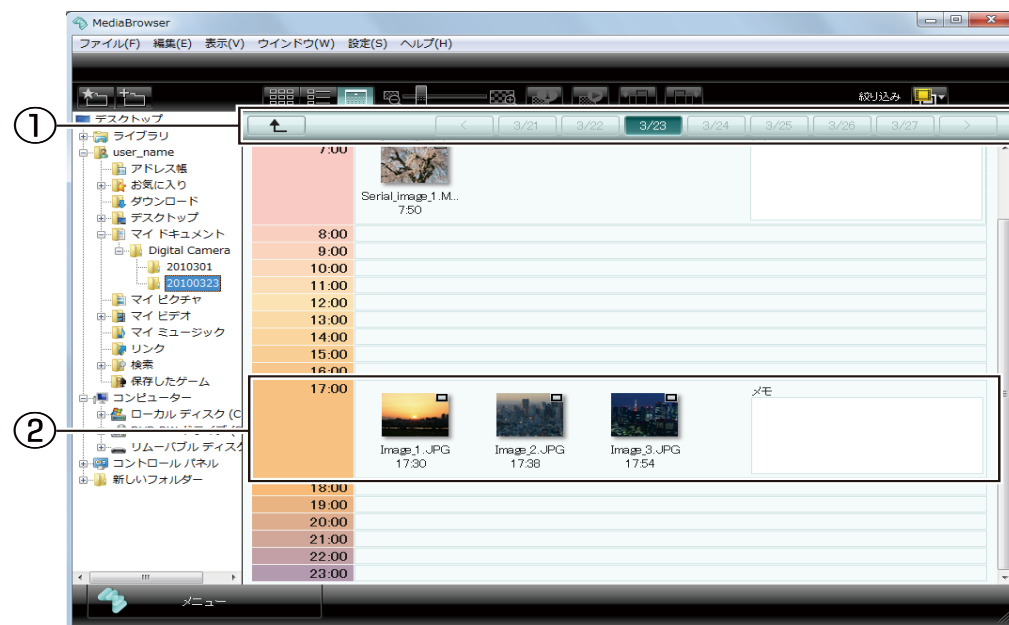 MediaBrowser
ファイル(F) 編集(E) 表示(V) ウインドウ(W) 設定(S) ヘルプ(H)
絞り込み
① デスクトップ
< 3/21 3/22 3/23 3/24 3/25 3/26 3/27 >
ライブラリ
user_name
アドレス帳
お気に入り
ダウンロード
デスクトップ
マイ ドキュメント
Digital Camera
2010301
20100323
マイ ピクチャ
マイ ビデオ
マイ ミュージック
リンク
検索
保存したゲーム
コンピューター
②
ローカル ディスク (C
リムーバブル ディスク
コントロール パネル
新しいフォルダー
7:00
Serial_image_1.M...
7:50
8:00
9:00
10:00
11:00
12:00
13:00
14:00
15:00
16:00
17:00
メモ
Image_1.JPG Image_2.JPG Image_3.JPG
17:30 17:38 17:54
18:00
19:00
20:00
21:00
22:00
23:00
メニュー